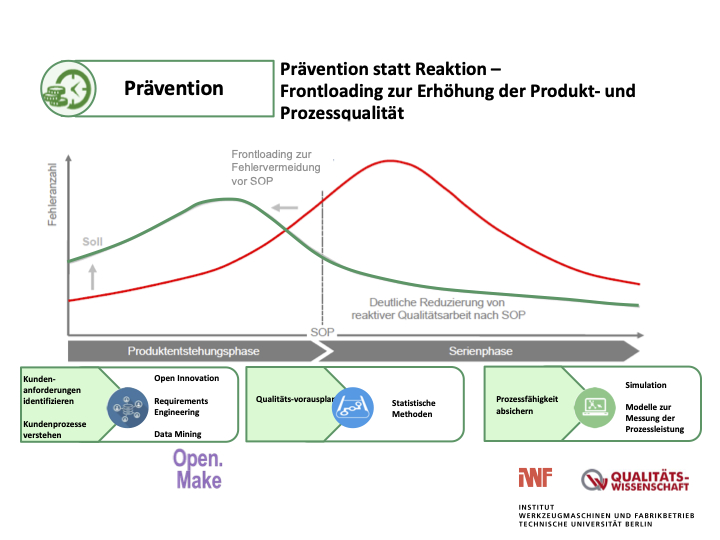 Prävention
Prävention statt Reaktion –
Frontloading zur Erhöhung der Produkt- und
Prozessqualität
Fehleranzahl
Frontloading zur
Fehlervermeidung
vor SOP
Soll
Deutliche Reduzierung von
reaktiver Qualitätsarbeit nach SOP
SOP
Produktentstehungsphase
Serienphase
Kunden-
anforderungen
identifizieren
Kundenprozesse
verstehen
Open Innovation
Requirements
Engineering
Data Mining
Qualitäts-vorausplan
Statistische
Methoden
Prozessfähigkeit
absichern
Simulation
Modelle zur
Messung der
Prozessleistung
Open.
Make
IWF
INSTITUT
WERKZEUGMASCHINEN UND FABRIKBETRIEB
TECHNISCHE UNIVERSITÄT BERLIN
QUALITÄTS-
WISSENSCHAFT